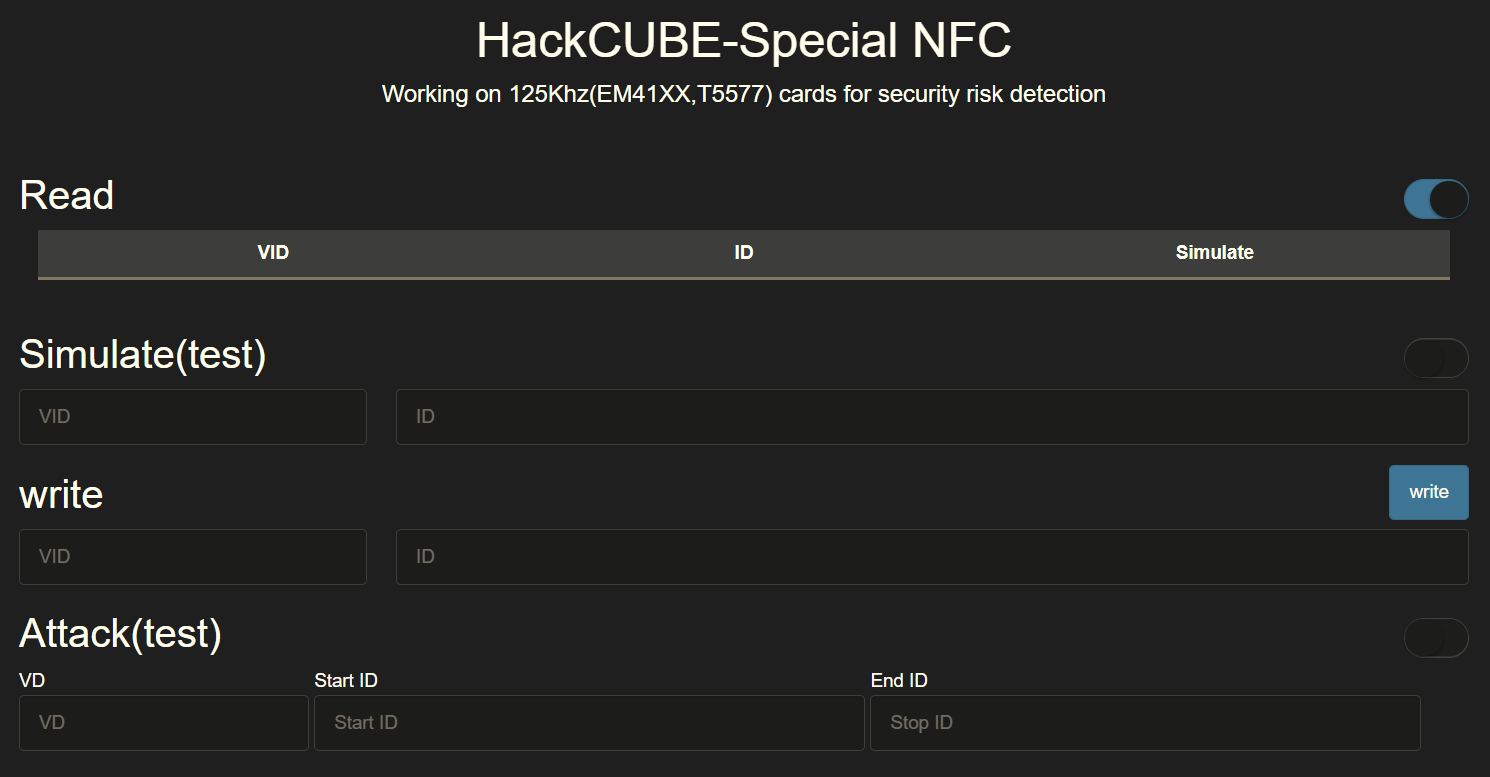 HackCUBE-Special NFC
Working on 125Khz(EM41XX,T5577) cards for security risk detection
Read
VID ID Simulate
Simulate(test)
VID ID
write write
VID ID
Attack(test)
VD Start ID End ID
VD Start ID Stop ID